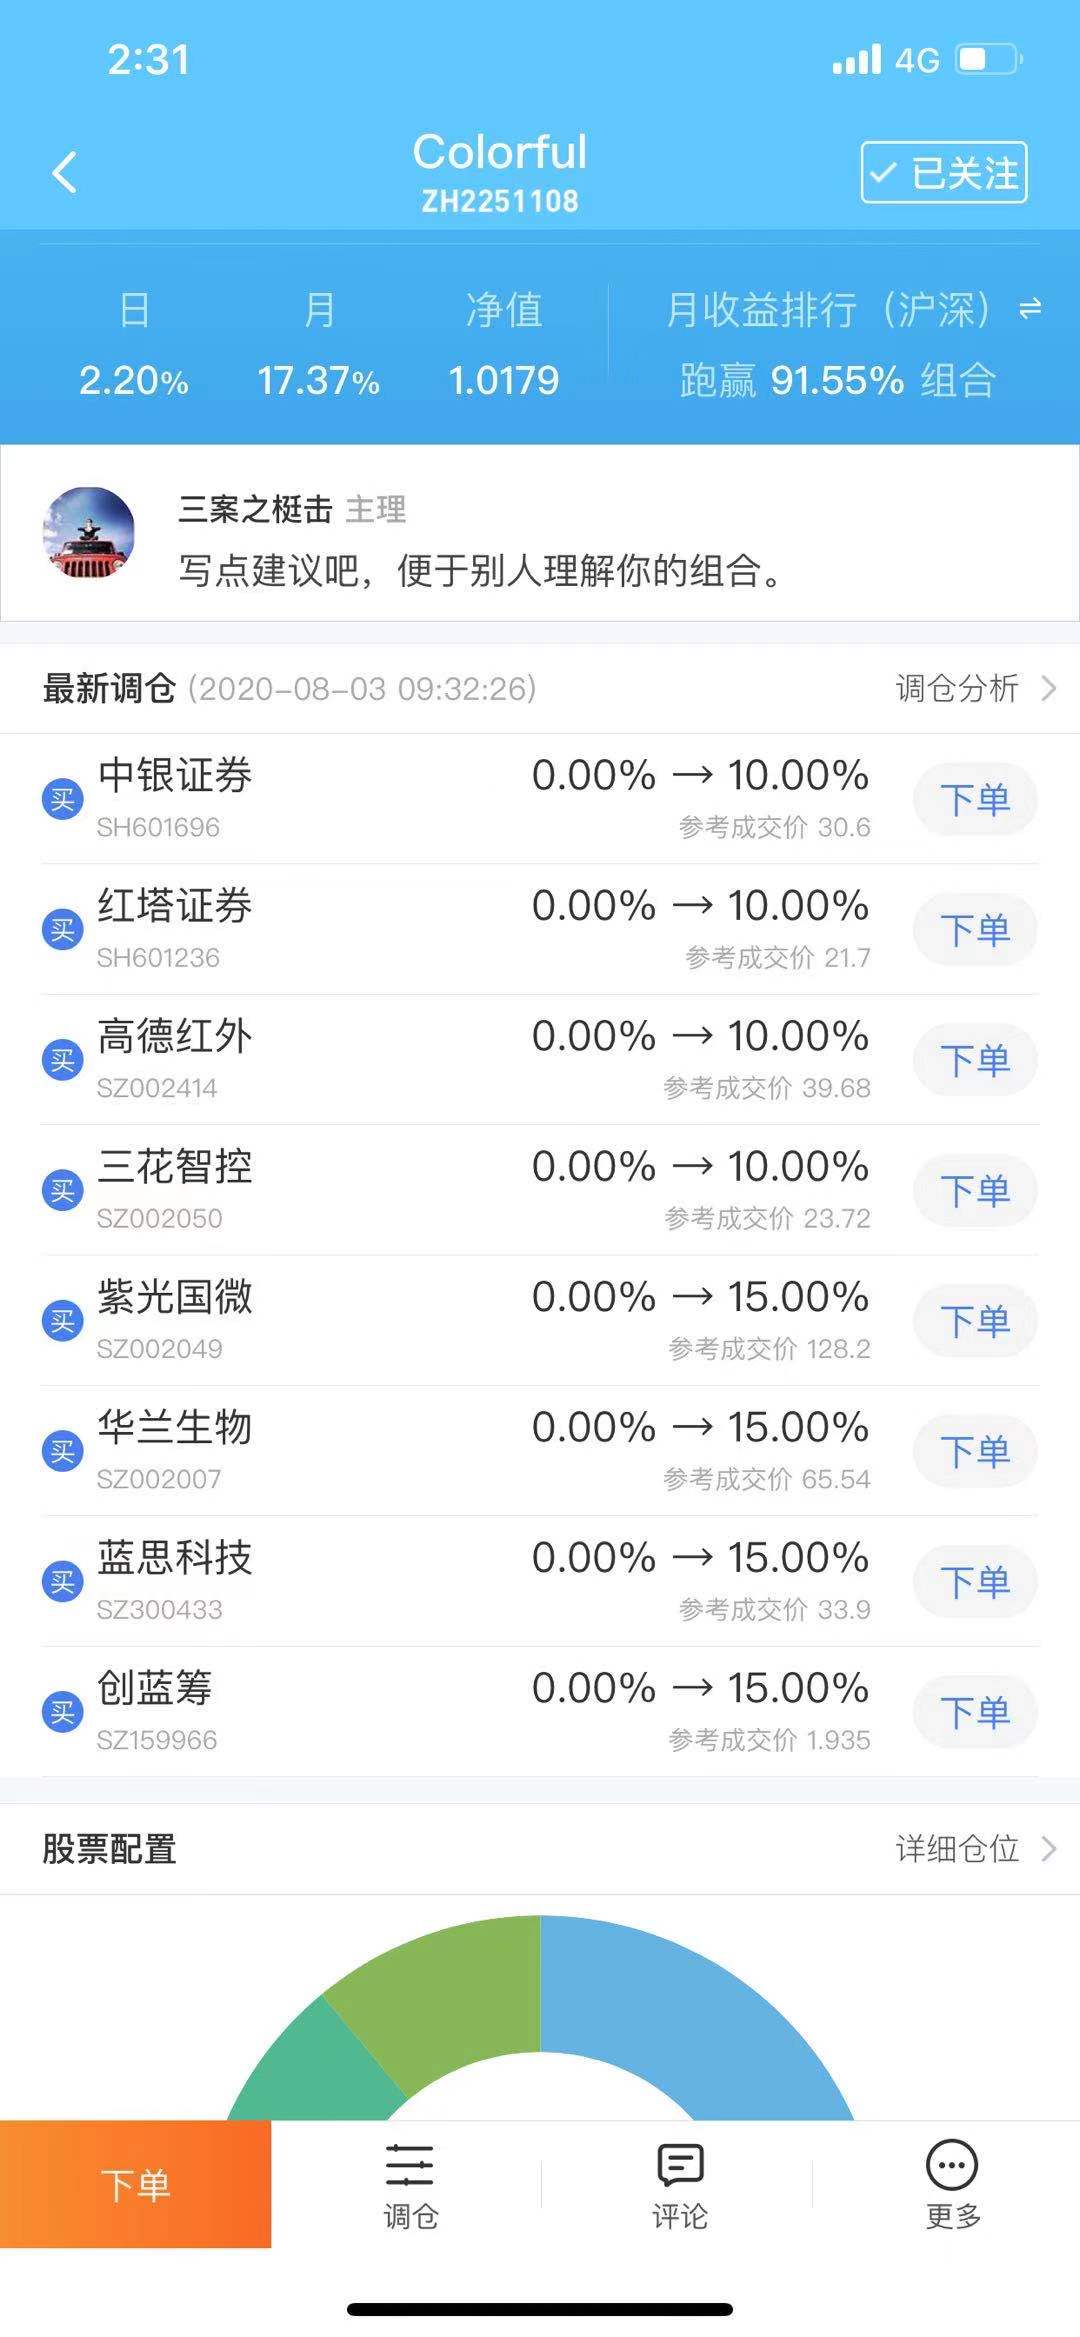 2:31
4G
Colorful
ZH2251108
已关注
日 月 净值 月收益排行（沪深）
2.20% 17.37% 1.0179 跑赢 91.55% 组合
三案之梃击 主理
写点建议吧，便于别人理解你的组合。
最新调仓 (2020-08-03 09:32:26) 调仓分析
买 中银证券 0.00% → 10.00% 下单
SH601696 参考成交价 30.6
买 红塔证券 0.00% → 10.00% 下单
SH601236 参考成交价 21.7
买 高德红外 0.00% → 10.00% 下单
SZ002414 参考成交价 39.68
买 三花智控 0.00% → 10.00% 下单
SZ002050 参考成交价 23.72
买 紫光国微 0.00% → 15.00% 下单
SZ002049 参考成交价 128.2
买 华兰生物 0.00% → 15.00% 下单
SZ002007 参考成交价 65.54
买 蓝思科技 0.00% → 15.00% 下单
SZ300433 参考成交价 33.9
买 创蓝筹 0.00% → 15.00% 下单
SZ159966 参考成交价 1.935
股票配置 详细仓位
下单 调仓 评论 更多